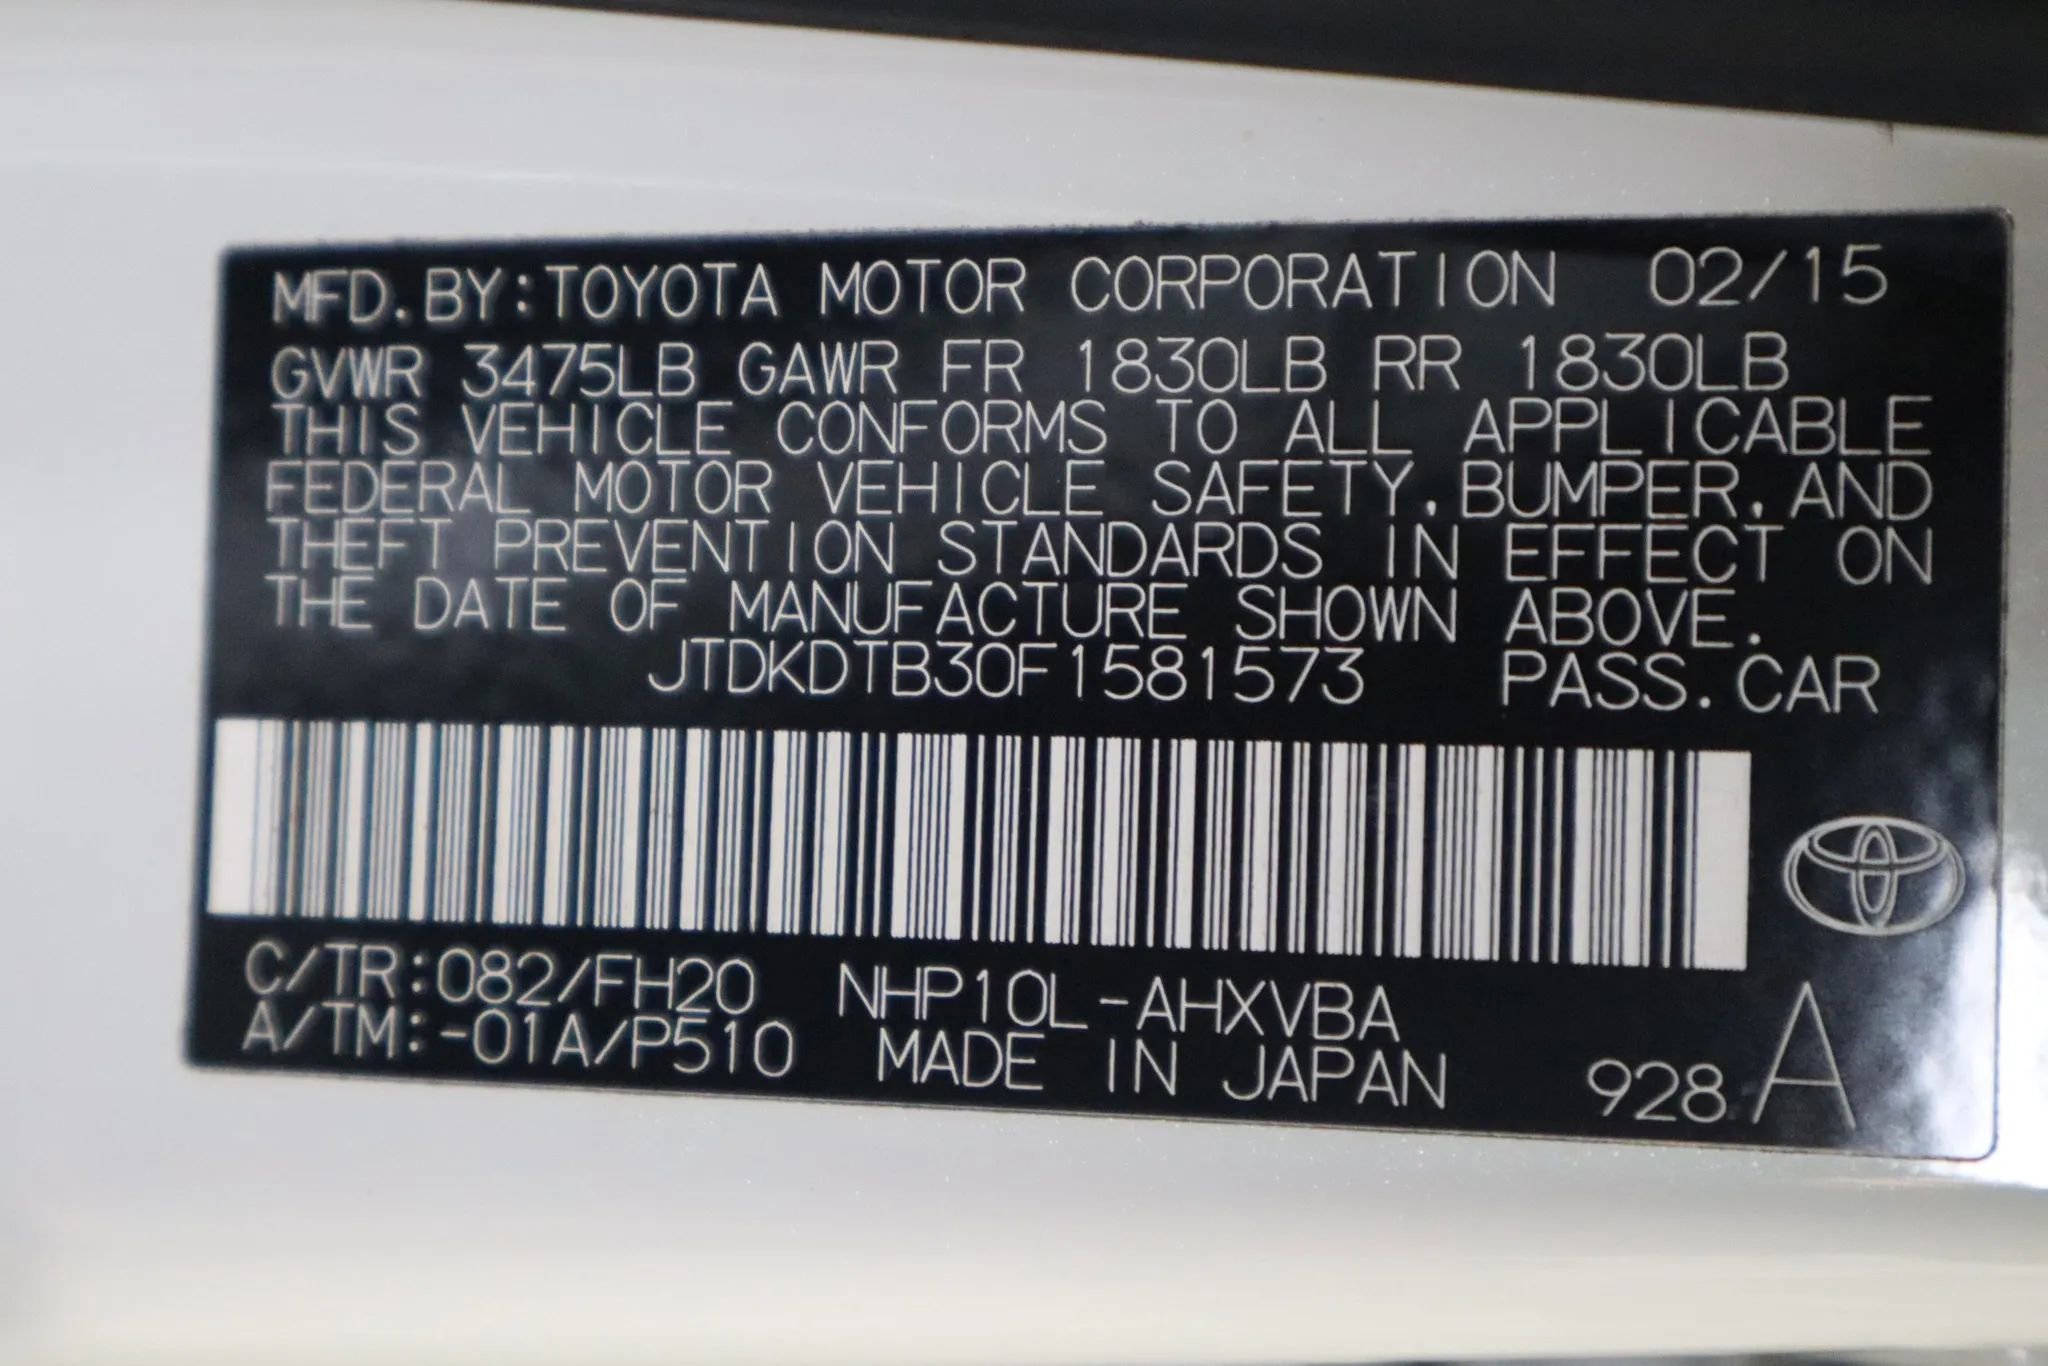 MFD.BY:TOYOTA MOTOR CORPORATION 02/15
GVWR 3475LB GAWR FR 1830LB RR 1830LB
THIS VEHICLE CONFORMS TO ALL APPLICABLE
FEDERAL MOTOR VEHICLE SAFETY,BUMPER,AND
THEFT PREVENTION STANDARDS IN EFFECT ON
THE DATE OF MANUFACTURE SHOWN ABOVE.
JTDKDTB30F1581573 PASS.CAR
C/TR:082/FH20 NHP10L-AHXVBA
A/TM:-01A/P510 MADE IN JAPAN 928 A